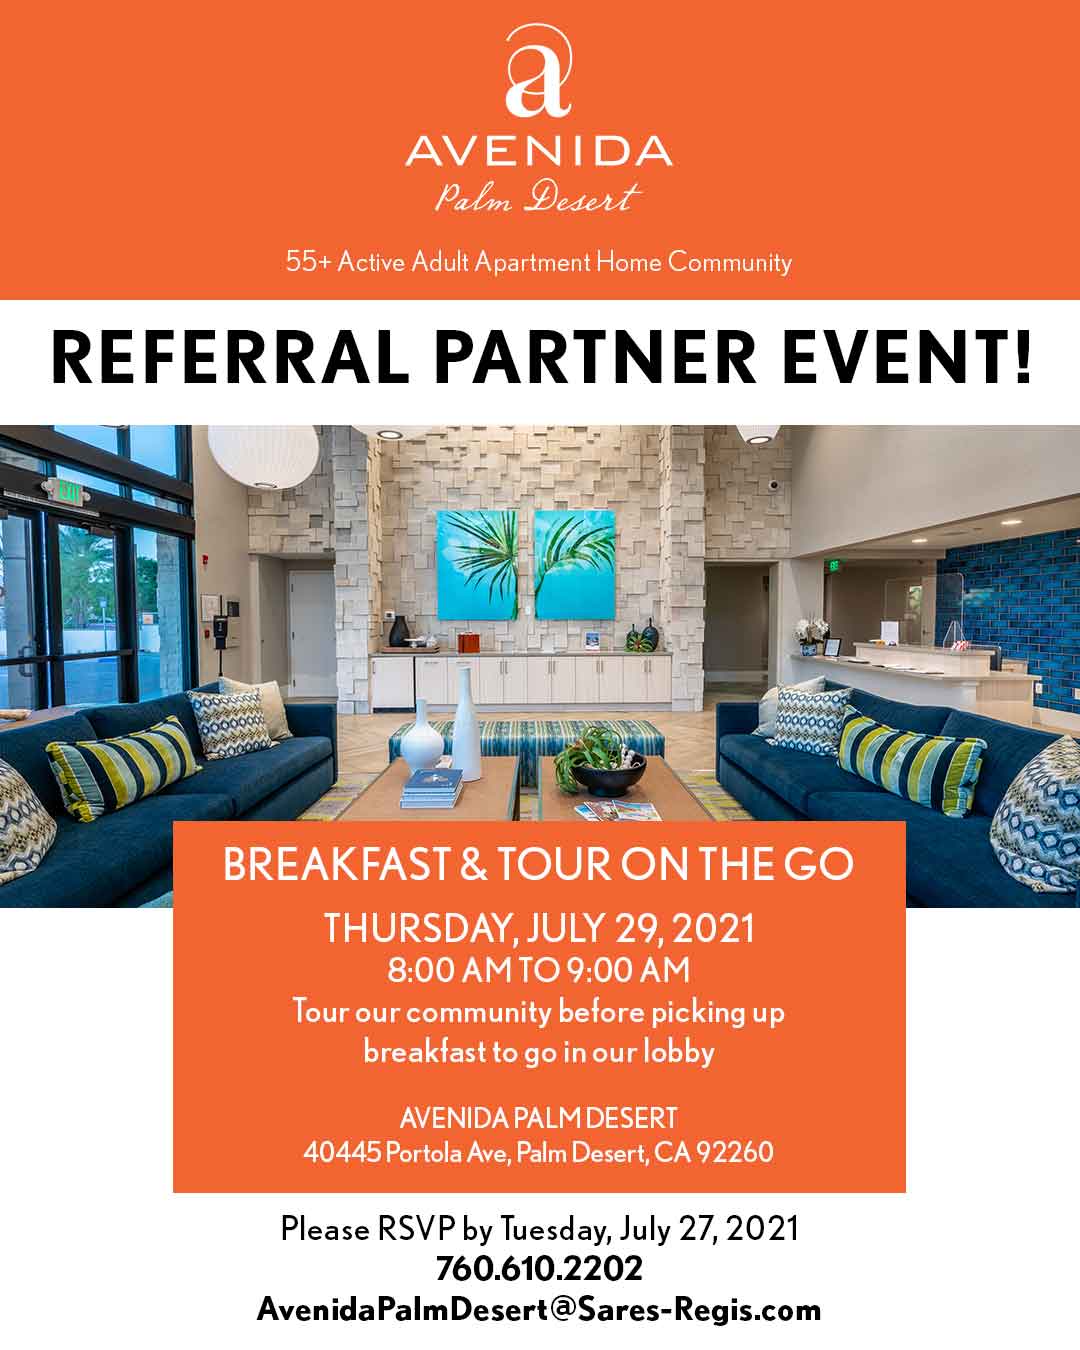 a
AVENIDA
Palm Desert
55+ Active Adult Apartment Home Community
REFERRAL PARTNER EVENT!
EXIT
BREAKFAST & TOUR ON THE GO
THURSDAY, JULY 29, 2021
8:00 AM TO 9:00 AM
Tour our community before picking up
breakfast to go in our lobby
AVENIDA PALM DESERT
40445 Portola Ave, Palm Desert, CA 92260
Please RSVP by Tuesday, July 27, 2021
760.610.2202
AvenidaPalmDesert@Sares-Regis.com